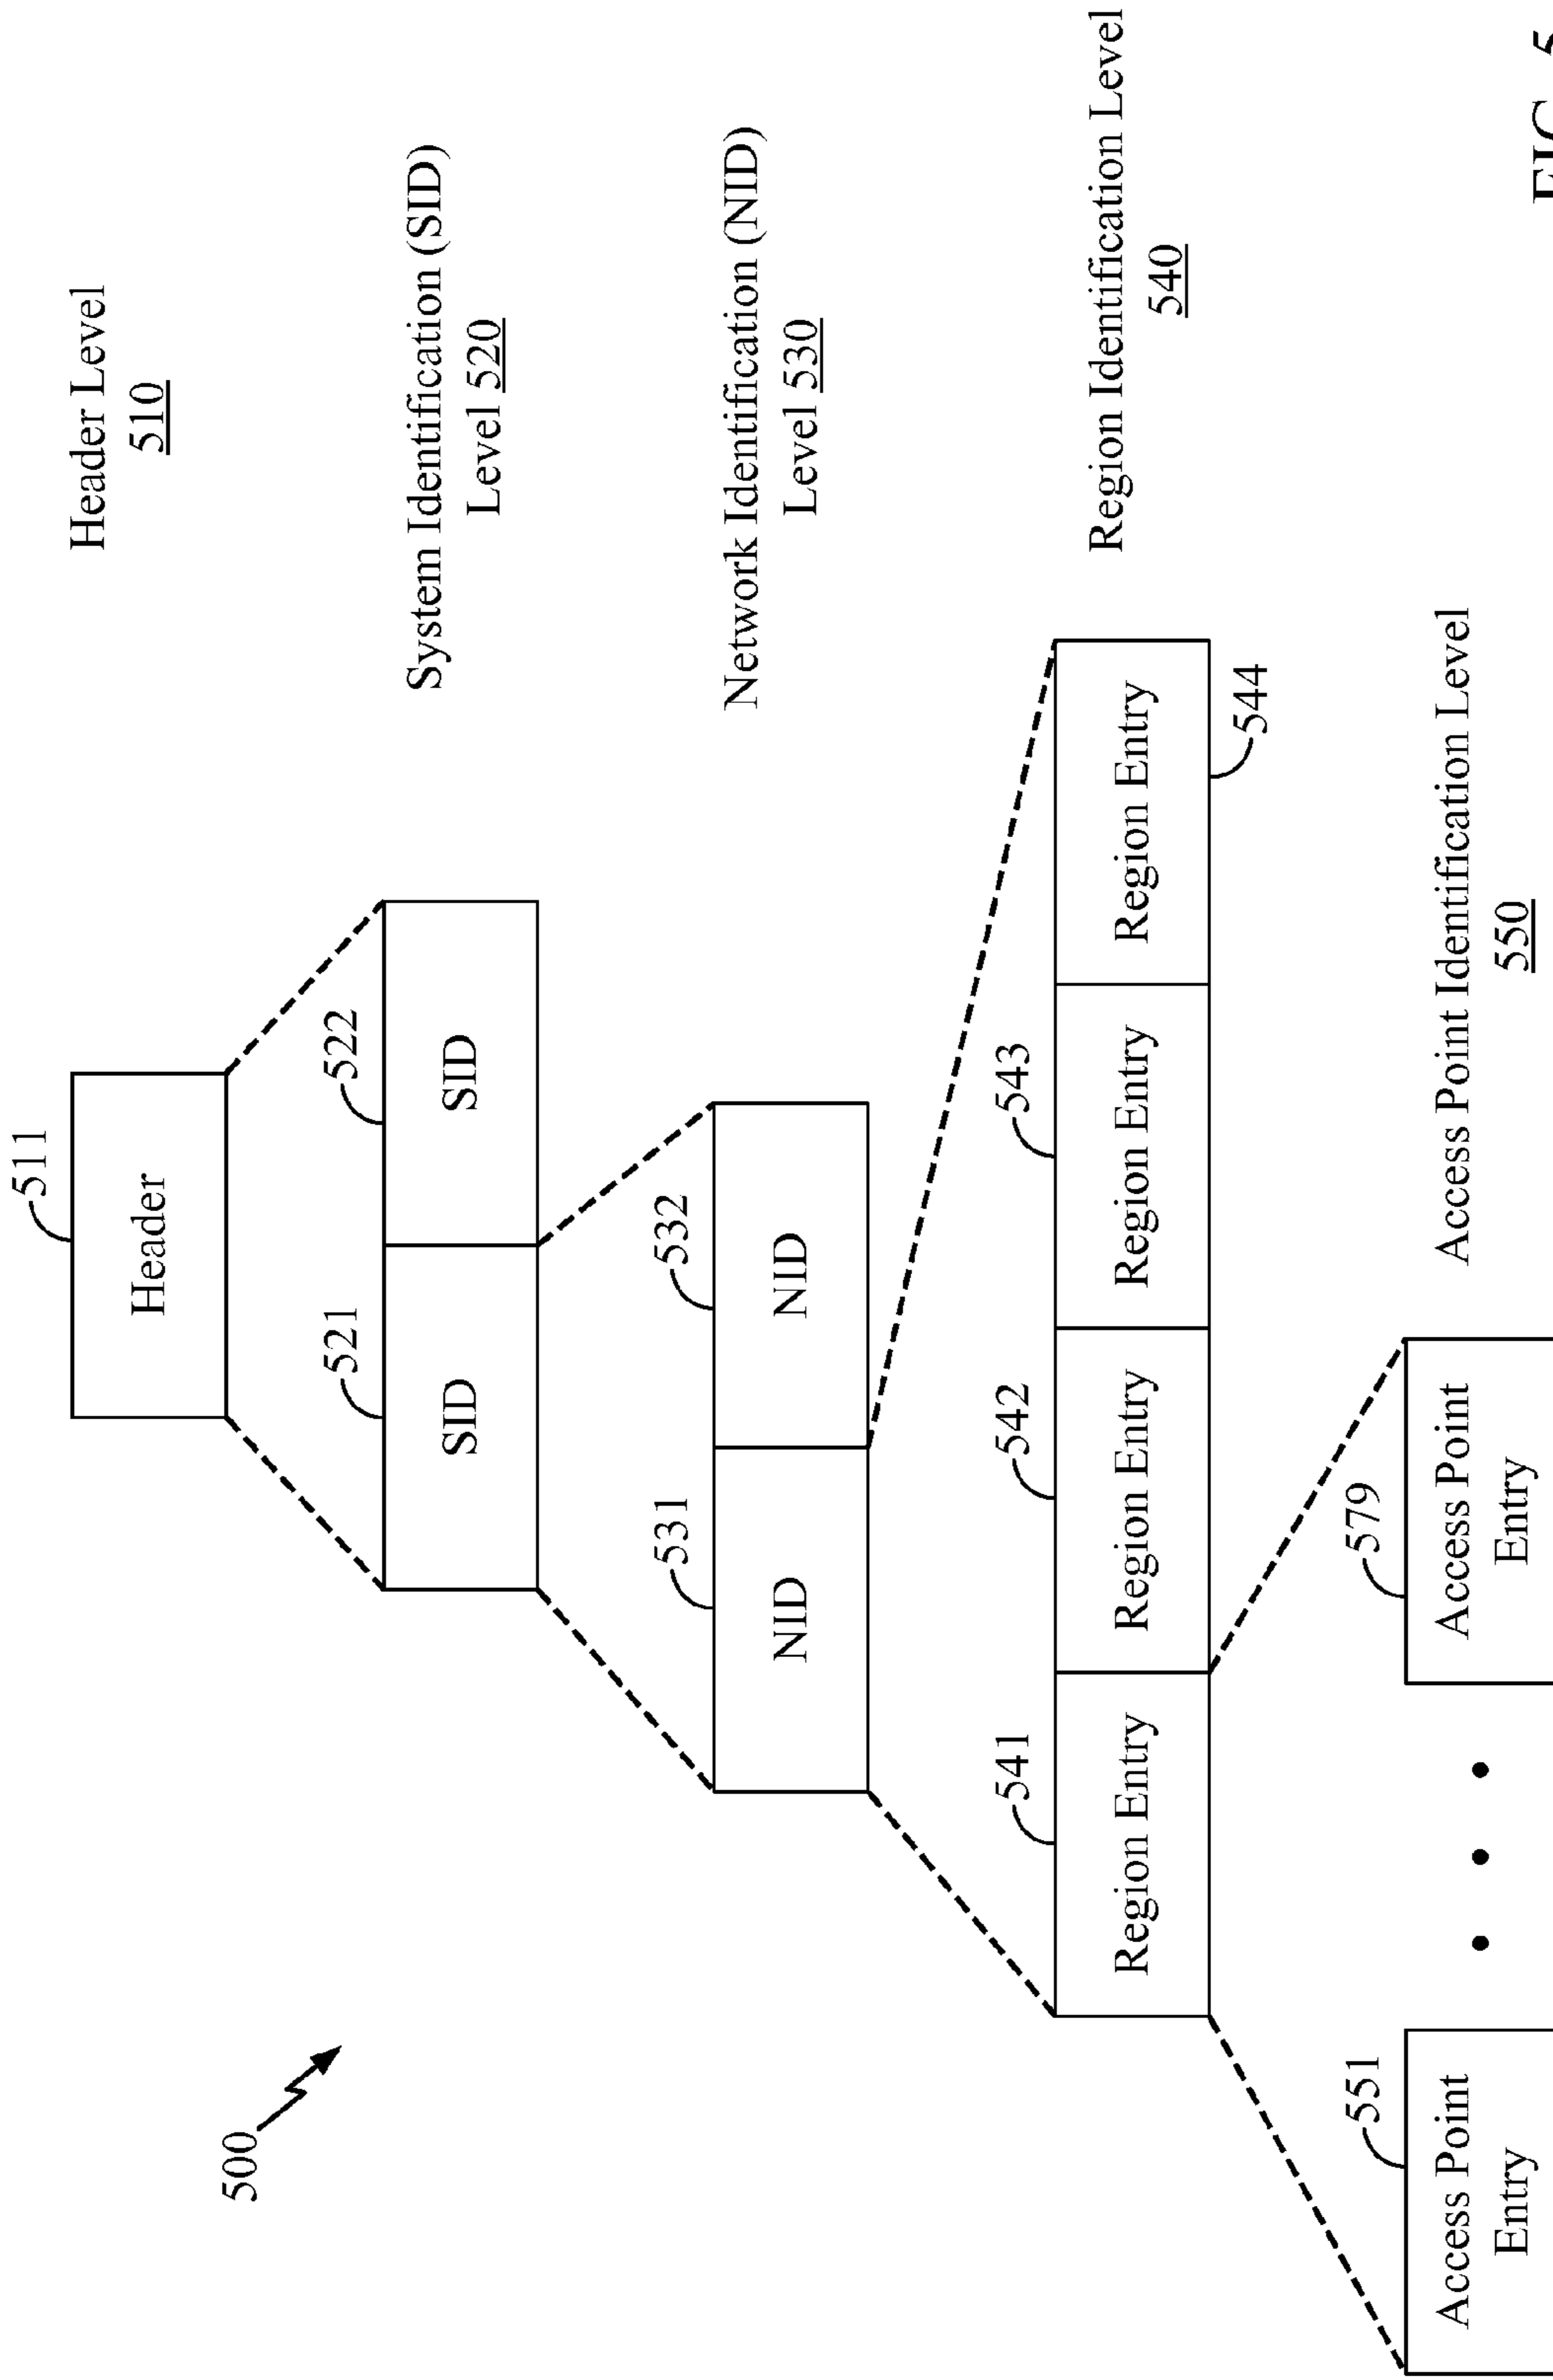 500
511
Header
Header Level
510
521
522
SID
SID
System Identification (SID)
Level 520
531
532
NID
NID
Network Identification (NID)
Level 530
541
542
543
Region Entry
Region Entry
Region Entry
Region Entry
544
Region Identification Level
540
551
579
Access Point
Entry
Access Point
Entry
Access Point Identification Level
550